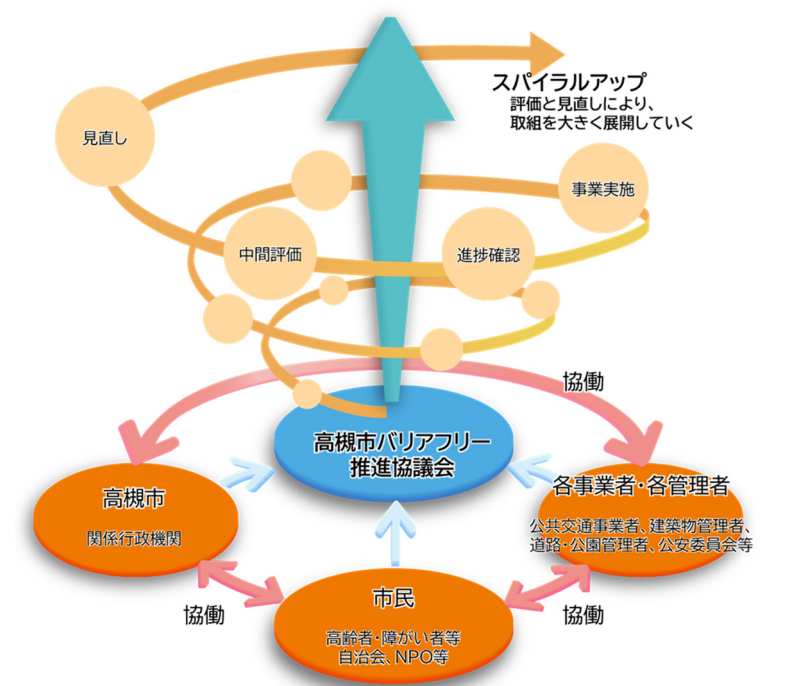 スパイラルアップ
評価と見直しにより、
取組を大きく展開していく
見直し
事業実施
中間評価
進捗確認
協働
高槻市バリアフリー
推進協議会
高槻市
関係行政機関
各事業者・各管理者
公共交通事業者、建築物管理者、
道路・公園管理者、公安委員会等
協働
協働
市民
高齢者・障がい者等
自治会、NPO等